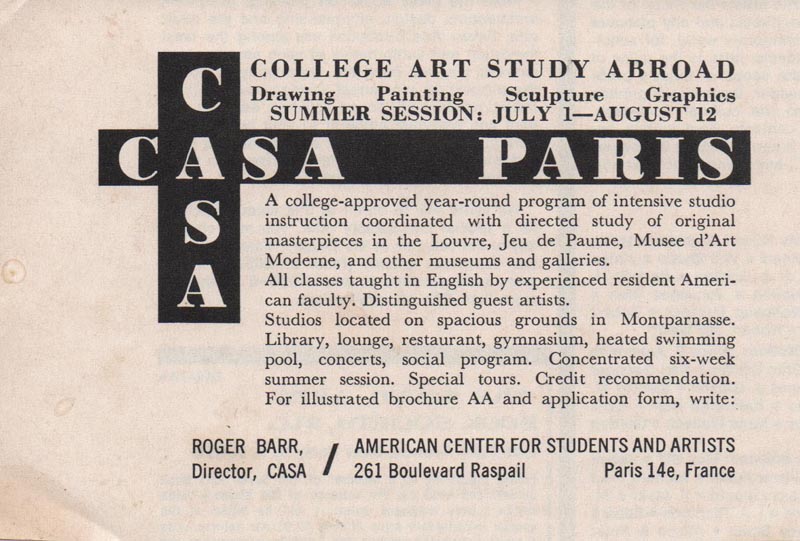 COLLEGE ART STUDY ABROAD
Drawing Painting Sculpture Graphics
SUMMER SESSION: JULY 1—AUGUST 12
CASA
CASA PARIS
A college-approved year-round program of intensive studio
instruction coordinated with directed study of original
masterpieces in the Louvre, Jeu de Paume, Musee d'Art
Moderne, and other museums and galleries.
All classes taught in English by experienced resident Ameri-
can faculty. Distinguished guest artists.
Studios located on spacious grounds in Montparnasse.
Library, lounge, restaurant, gymnasium, heated swimming
pool, concerts, social program. Concentrated six-week
summer session. Special tours. Credit recommendation.
For illustrated brochure AA and application form, write:
ROGER BARR, / AMERICAN CENTER FOR STUDENTS AND ARTISTS
Director, CASA 261 Boulevard Raspail Paris 14e, France